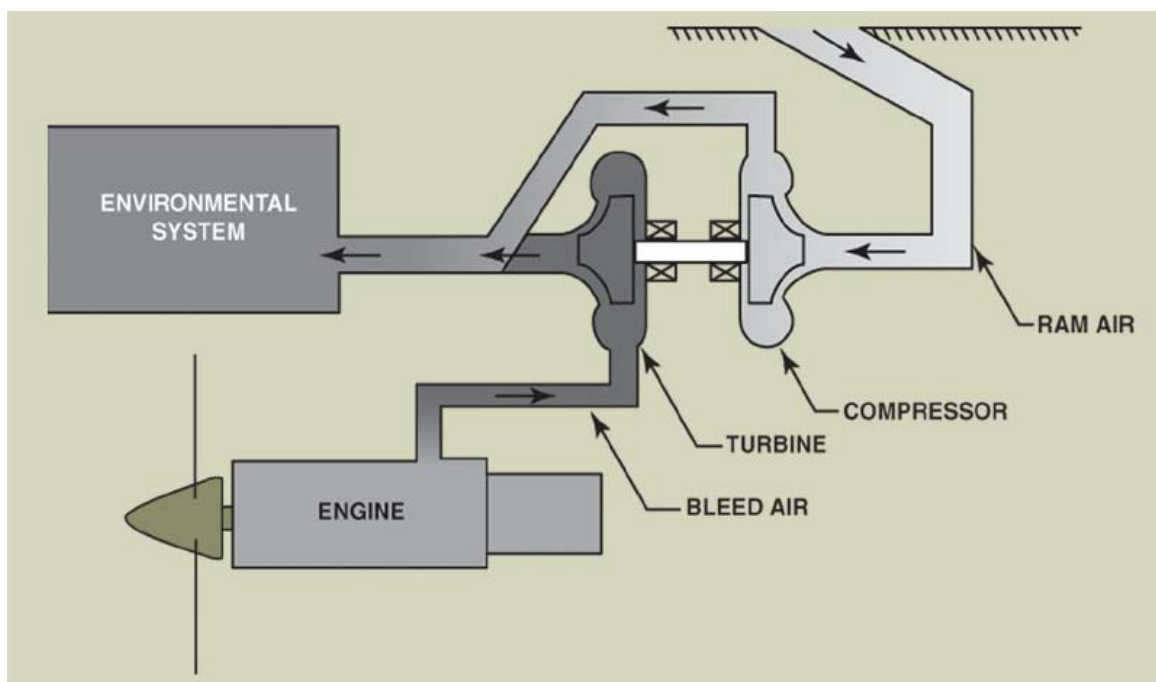 ENVIRONMENTAL
SYSTEM
RAM AIR
COMPRESSOR
TURBINE
BLEED AIR
ENGINE